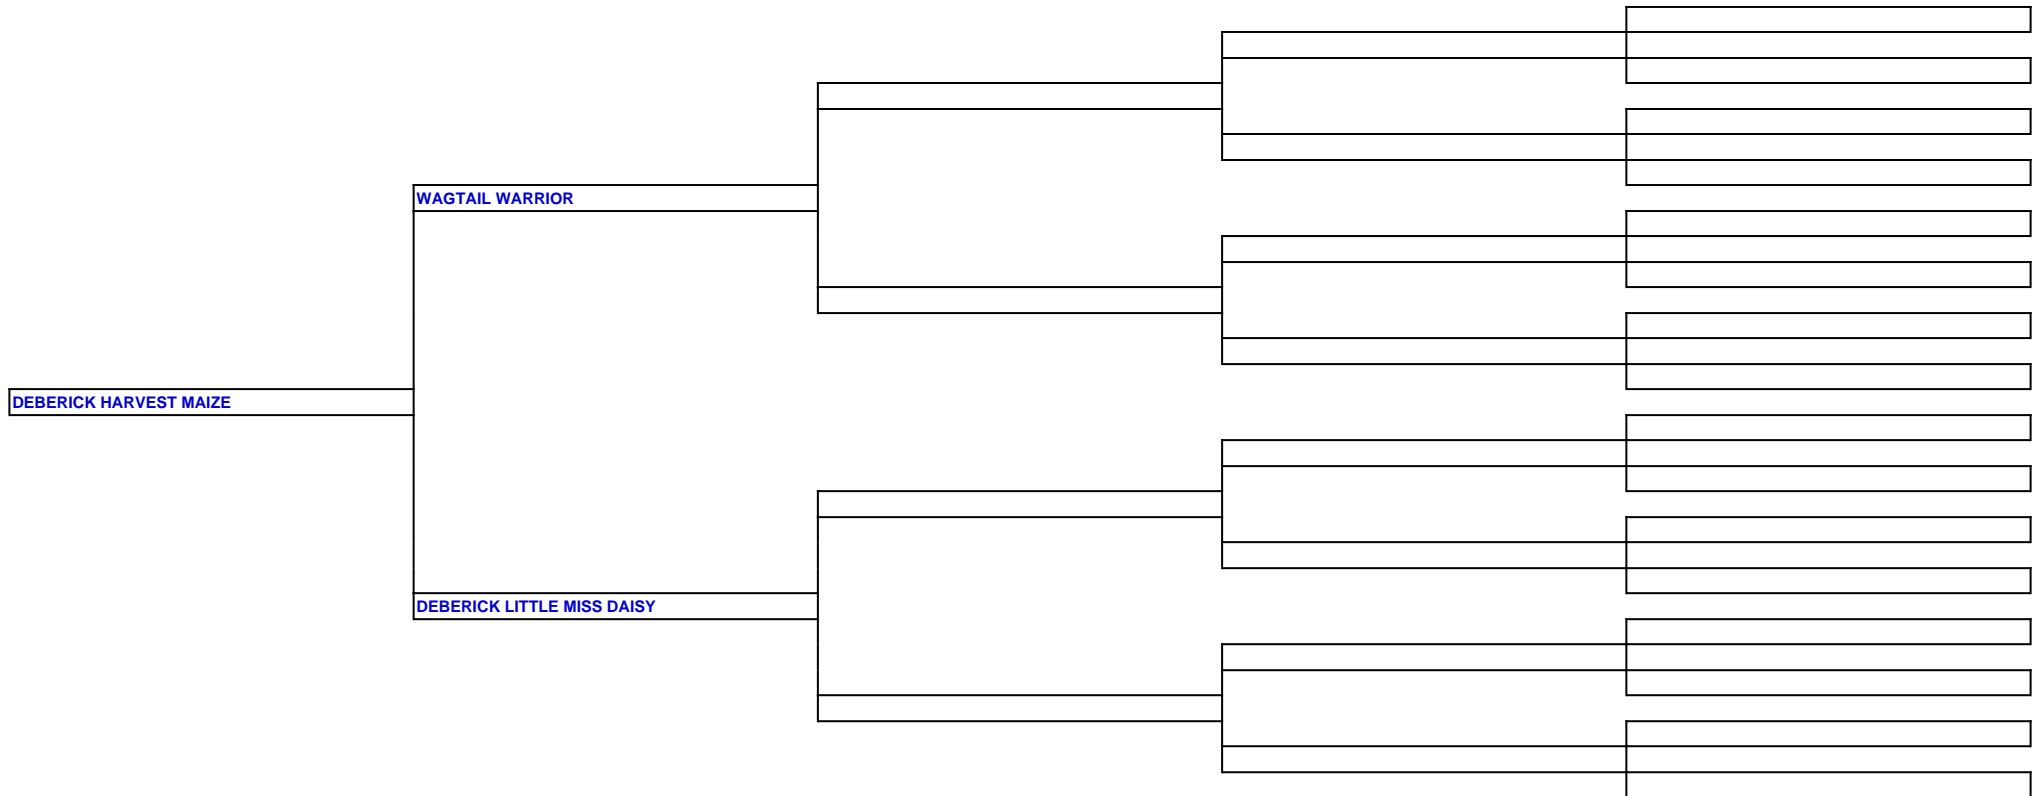 WAGTAIL WARRIOR
DEBERICK HARVEST MAIZE
DEBERICK LITTLE MISS DAISY